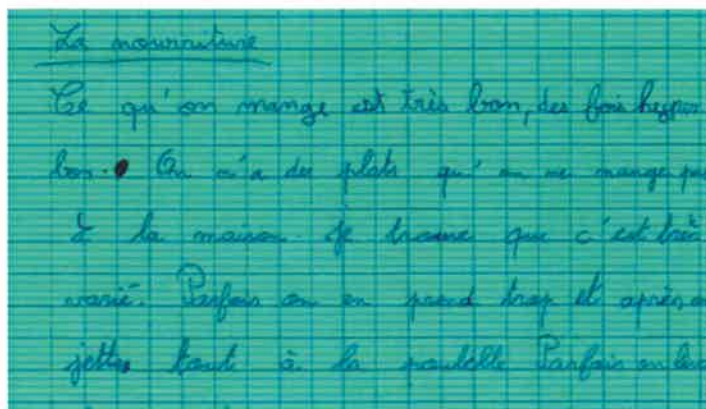 La nourriture
Ce qu'on mange est très bon, des fois hyper
bon. On n'a des plats qu'on ne mange pas
à la maison. Je trouve que c'est très
varié. Parfois on en prend trop et après on
jette tout à la poubelle Parfois on